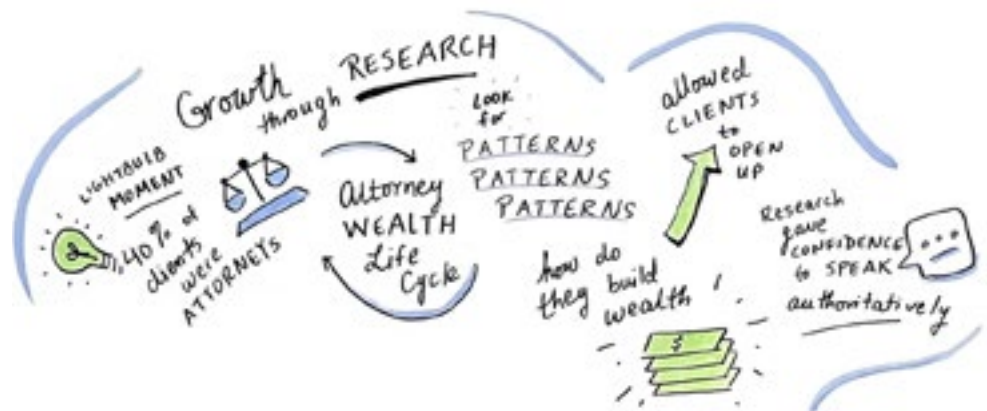 Growth
through
RESEARCH
LIGHTBULB
MOMENT
40% of
clients
were
ATTORNEYS
Attorney
WEALTH
Life
Cycle
look
for
PATTERNS
PATTERNS
PATTERNS
how do
they build
wealth
$
allowed
CLIENTS
to
OPEN
UP
Research
gave
CONFIDENCE
to SPEAK
authoritatively